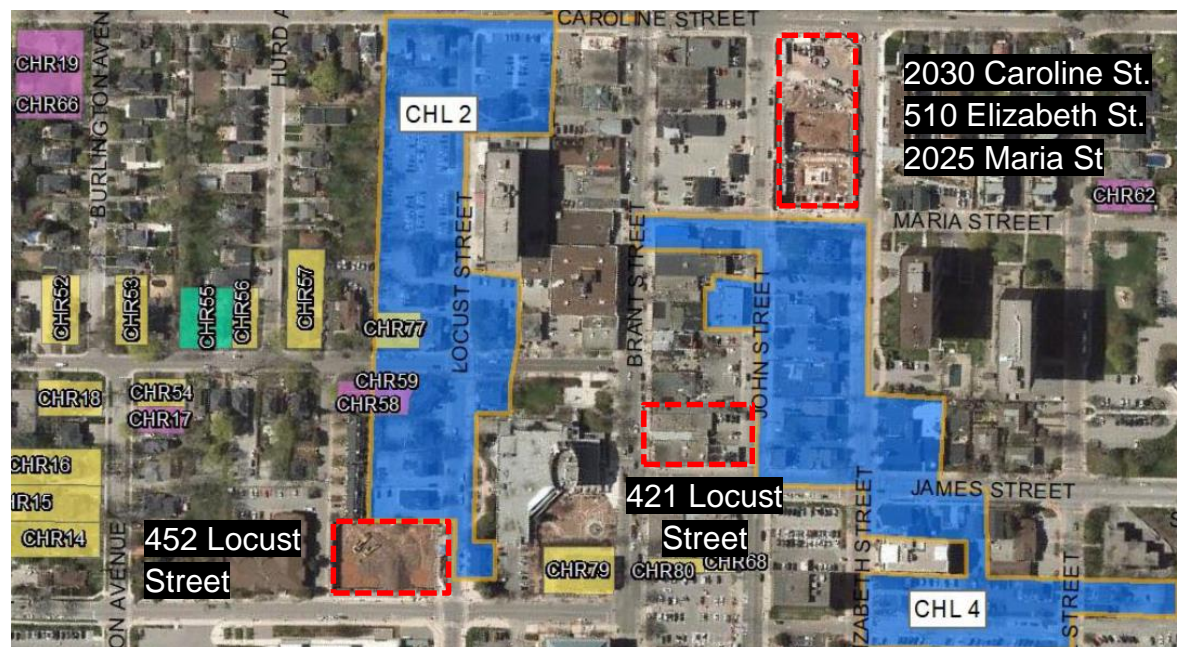 CAROLINE STREET
CHR19
CHR66
BURLINGTON AVEN
HURD A
CHL 2
2030 Caroline St.
510 Elizabeth St.
2025 Maria St
CHR62
MARIA STREET
LOCUST STREET
BRANT STREET
JOHN STREET
CHR52
CHR53
CHR55
CHR56
CHR57
CHR77
CHR59
CHR58
CHR18
CHR54
CHR17
CHR16
HR15
CHR14
421 Locust
Street
452 Locust
Street
JAMES STREET
CHR79
CHR80
CHR68
ON AVENUE
ZABETH STREET
CHL 4
STREET
S